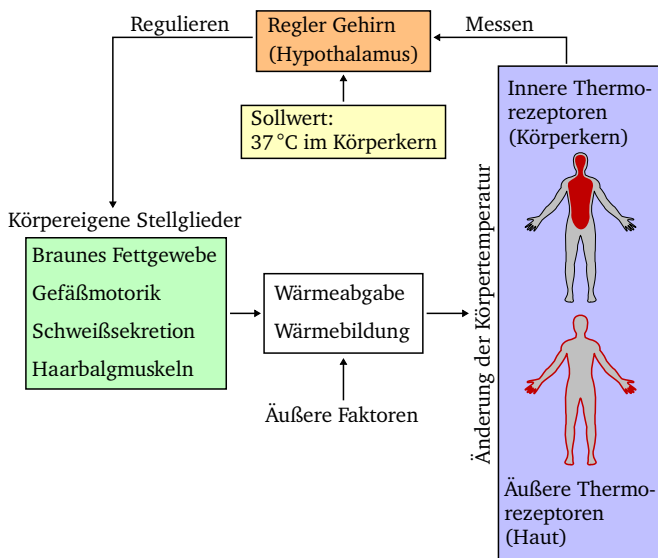 Regulieren
Regler Gehirn
(Hypothalamus)
Messen
Sollwert:
37 °C im Körperkern
Innere Thermo-
rezeptoren
(Körperkern)
Körpereigene Stellglieder
Braunes Fettgewebe
Gefäßmotorik
Schweißsekretion
Haarbalgmuskeln
Wärmeabgabe
Wärmebildung
Äußere Faktoren
Änderung der Körpertemperatur
Äußere Thermo-
rezeptoren
(Haut)